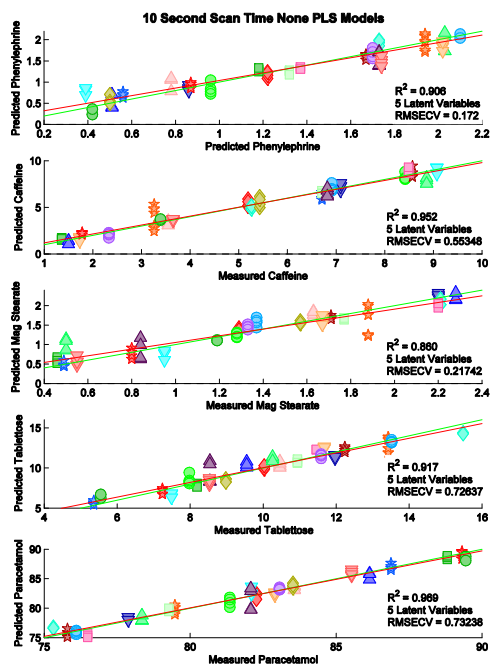 10 Second Scan Time None PLS Models
Predicted Phenylephrine
2
1.5
1
0.5
0
R² = 0.906
5 Latent Variables
RMSECV = 0.172
0.2 0.4 0.6 0.8 1 1.2 1.4 1.6 1.8 2 2.2
Predicted Phenylephrine
Predicted Caffeine
10
5
0
R² = 0.952
5 Latent Variables
RMSECV = 0.55348
1 2 3 4 5 6 7 8 9 10
Measured Caffeine
Predicted Mag Stearate
2
1.5
1
0.5
0
R² = 0.860
5 Latent Variables
RMSECV = 0.21742
0.4 0.6 0.8 1 1.2 1.4 1.6 1.8 2 2.2 2.4
Measured Mag Stearate
Predicted Tablettose
15
10
5
R² = 0.917
5 Latent Variables
RMSECV = 0.72637
4 6 8 10 12 14 16
Measured Tablettose
Predicted Paracetamol
90
85
80
75
R² = 0.969
5 Latent Variables
RMSECV = 0.73238
75 80 85 90
Measured Paracetamol